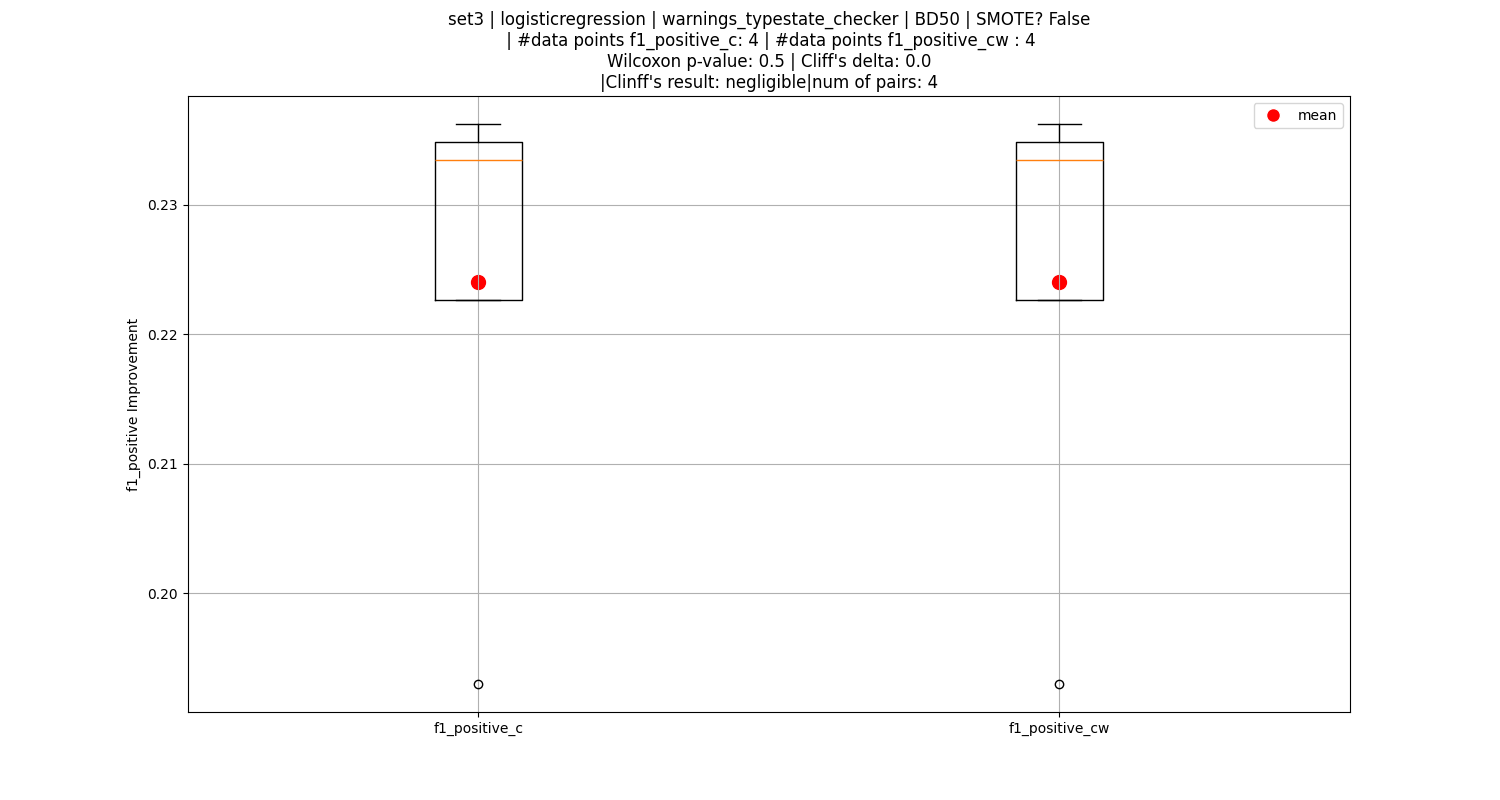 set3 | logisticregression | warnings_typestate_checker | BD50 | SMOTE? False
| #data points f1_positive_c: 4 | #data points f1_positive_cw : 4
Wilcoxon p-value: 0.5 | Cliff's delta: 0.0
|Clinff's result: negligible|num of pairs: 4
mean
0.23
0.22
0.21
0.20
f1_positive Improvement
f1_positive_c
f1_positive_cw